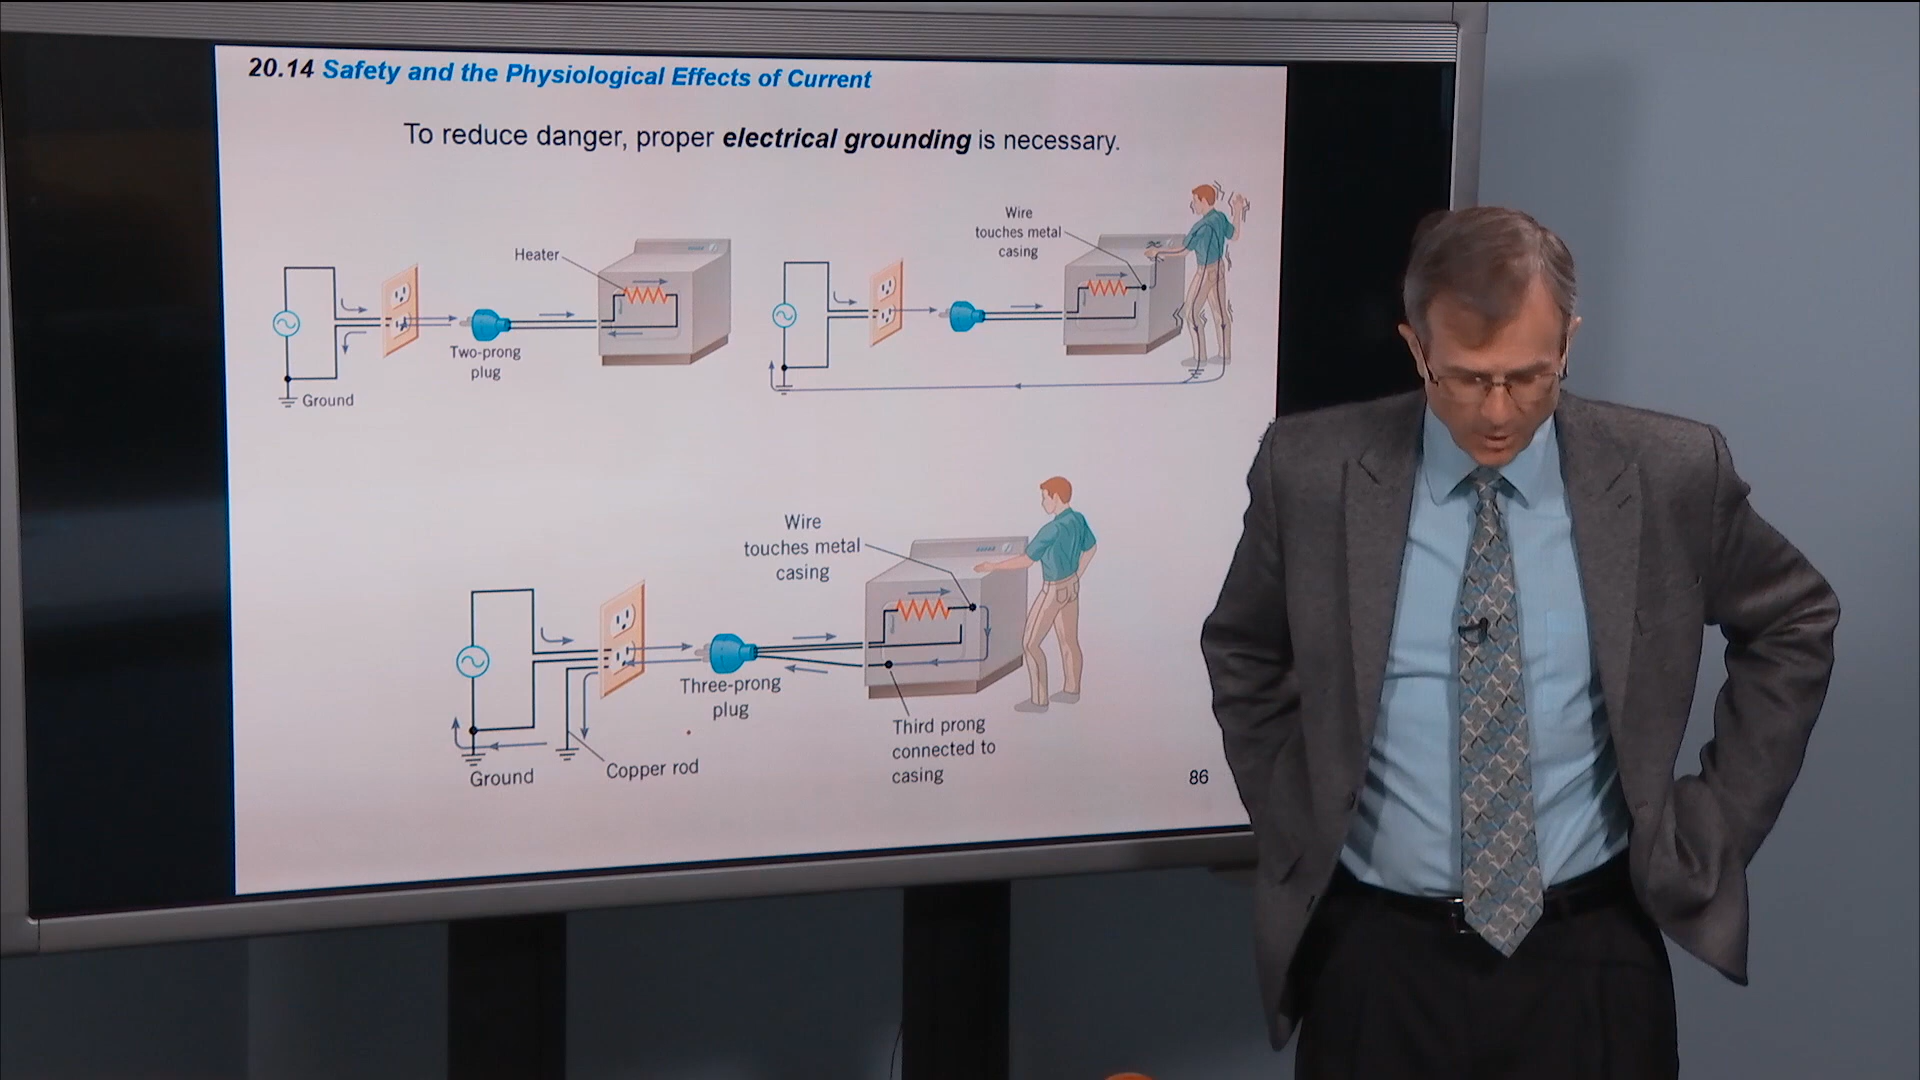 20.14 Safety and the Physiological Effects of Current
To reduce danger, proper electrical grounding is necessary.
Heater
Two-prong
plug
Ground
Wire
touches metal
casing
Wire
touches metal
casing
Three-prong
plug
Third prong
connected to
casing
Copper rod
Ground
86